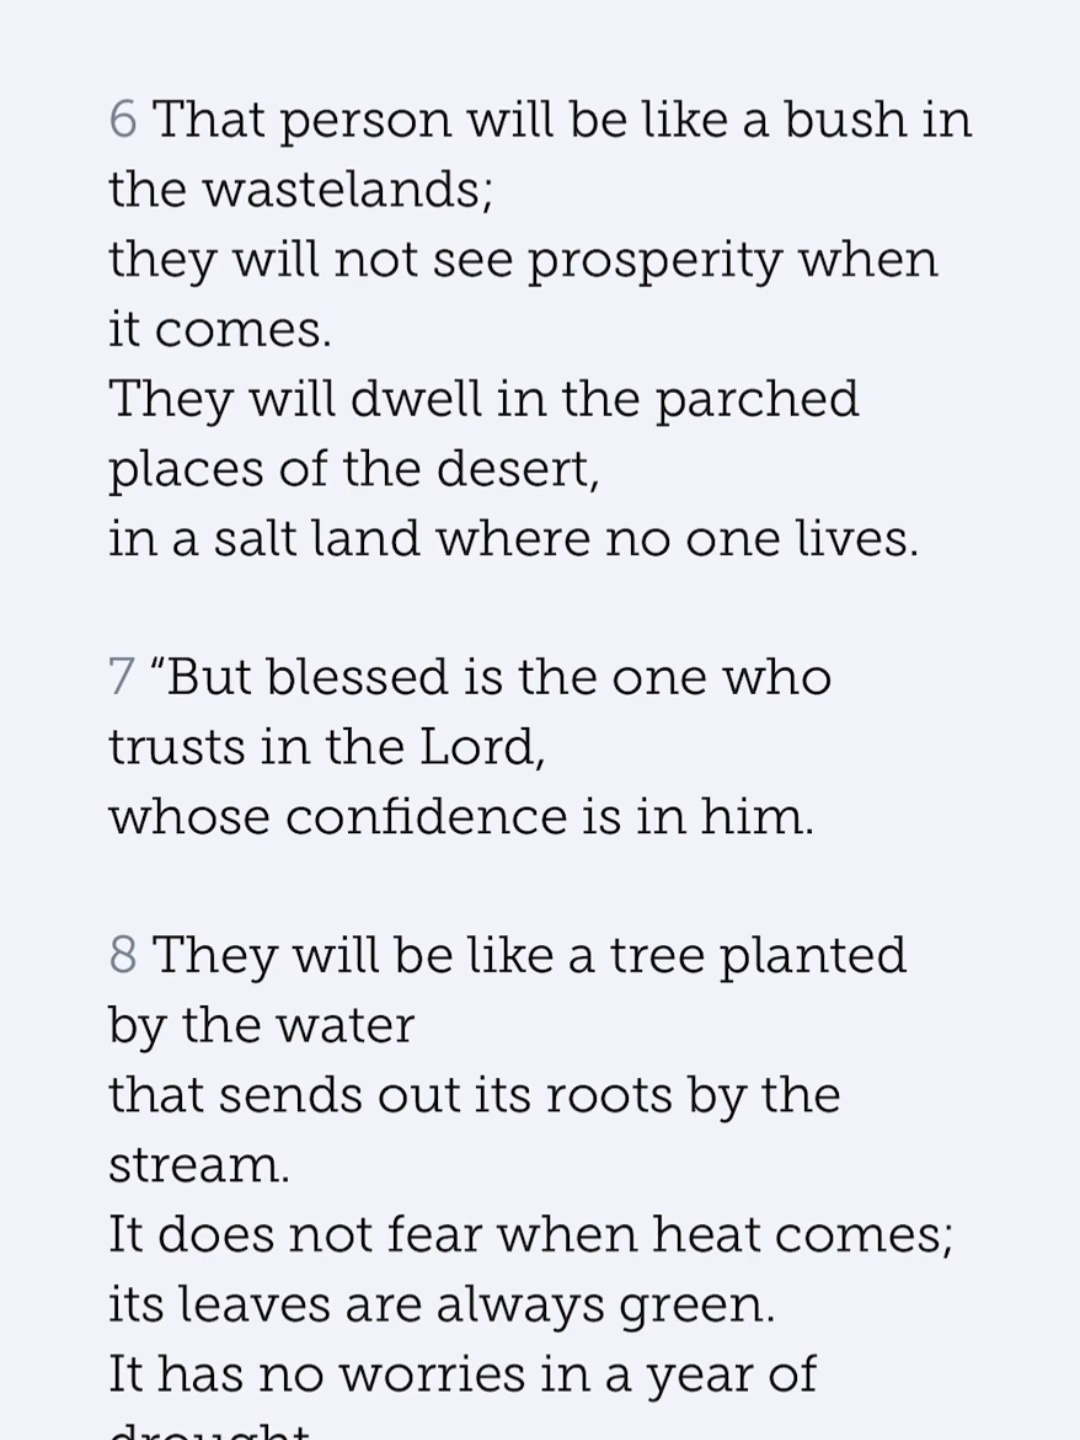 6 That person will be like a bush in
the wastelands;
they will not see prosperity when
it comes.
They will dwell in the parched
places of the desert,
in a salt land where no one lives.
7 “But blessed is the one who
trusts in the Lord,
whose confidence is in him.
8 They will be like a tree planted
by the water
that sends out its roots by the
stream.
It does not fear when heat comes;
its leaves are always green.
It has no worries in a year of
drought